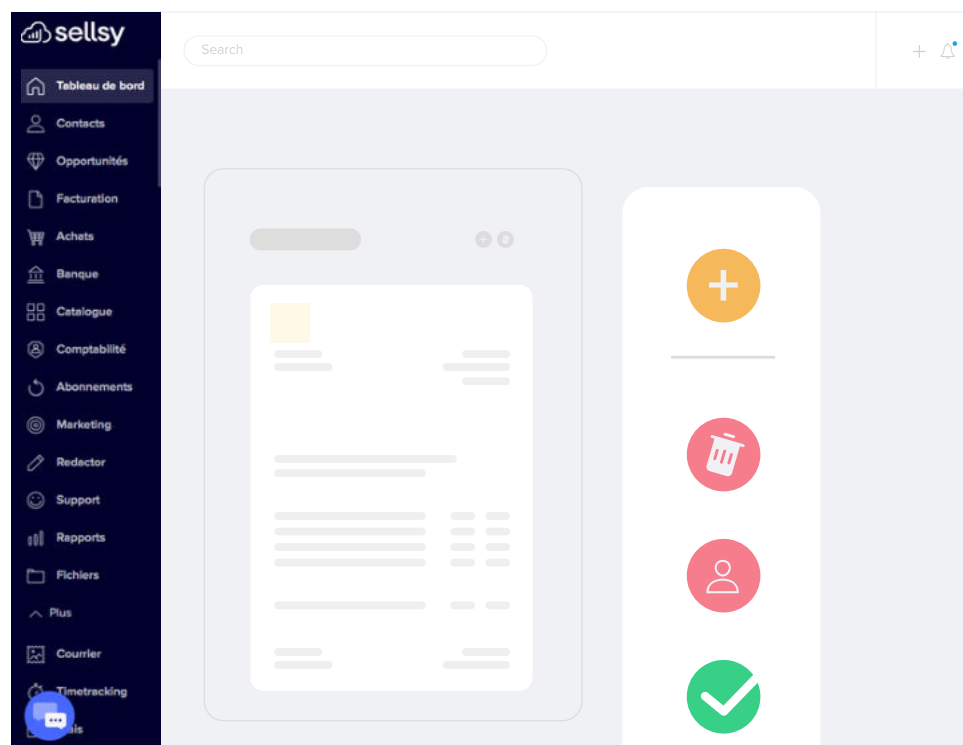 sellsy
Search
Tableau de bord
Contacts
Opportunités
Facturation
Achats
Banque
Catalogue
Comptabilité
Abonnements
Marketing
Redactor
Support
Rapports
Fichiers
Plus
Courrier
Timetracking